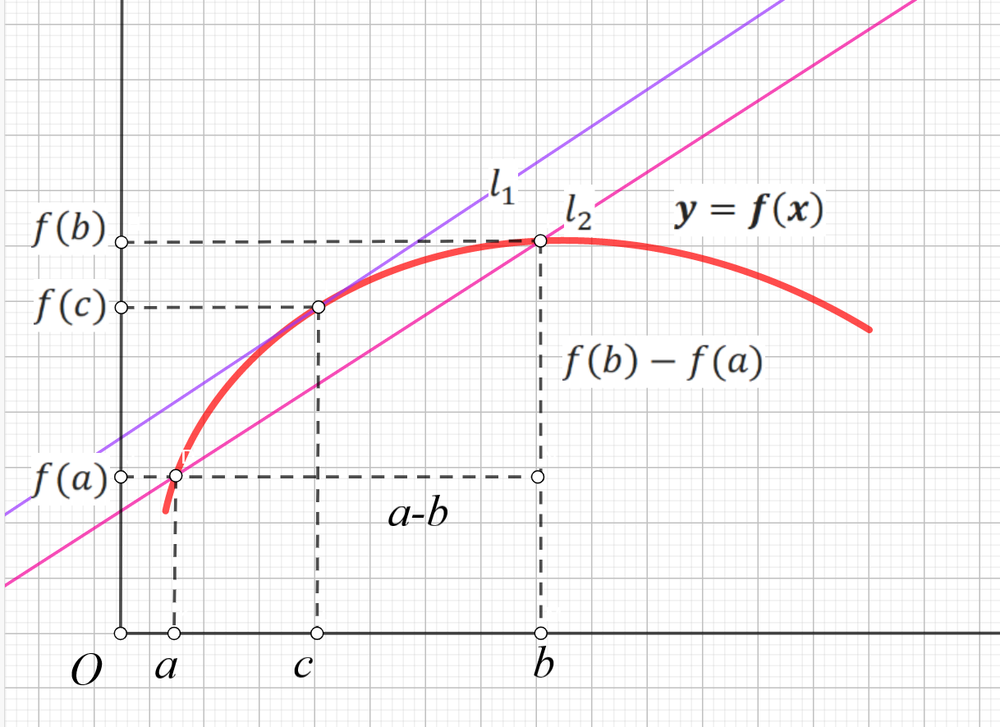 l₁
l₂
y = f(x)
f(b)
f(c)
f(b) − f(a)
f(a)
a-b
O
a
c
b